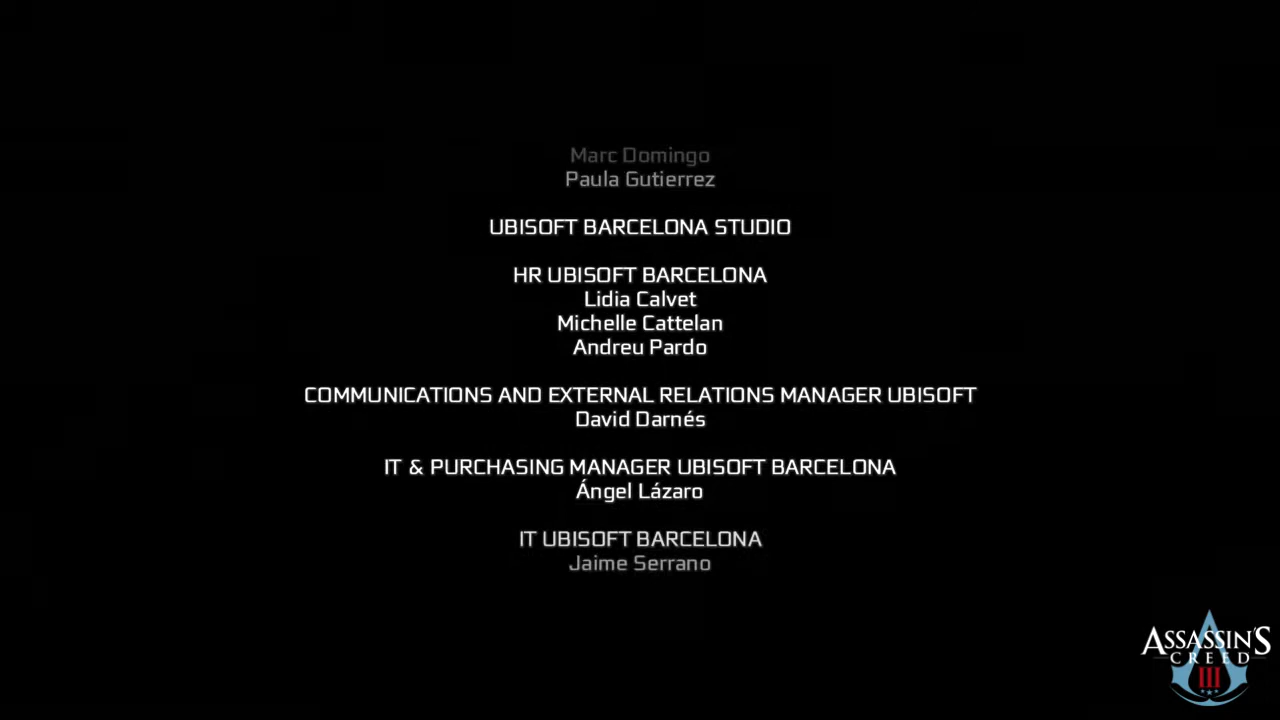 Marc Domingo
Paula Gutierrez
UBISOFT BARCELONA STUDIO
HR UBISOFT BARCELONA
Lidia Calvet
Michelle Cattelan
Andreu Pardo
COMMUNICATIONS AND EXTERNAL RELATIONS MANAGER UBISOFT
David Darnés
IT & PURCHASING MANAGER UBISOFT BARCELONA
Ángel Lázaro
IT UBISOFT BARCELONA
Jaime Serrano
ASSASSIN'S
CREED
III